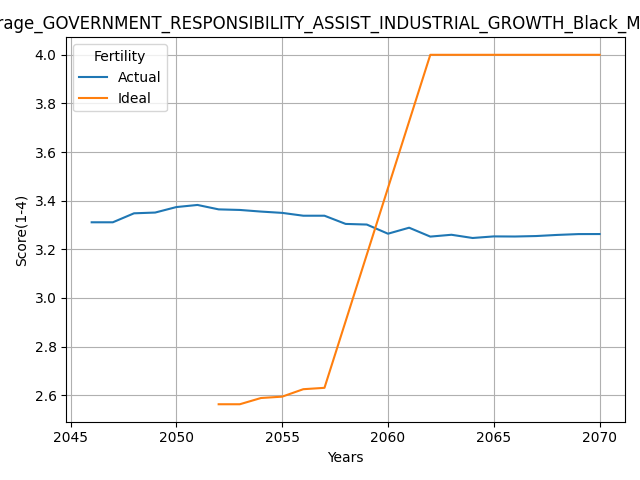 rage_GOVERNMENT_RESPONSIBILITY_ASSIST_INDUSTRIAL_GROWTH_Black_M
Fertility
Actual
Ideal
4.0
3.8
3.6
3.4
3.2
3.0
2.8
2.6
Score(1-4)
2045 2050 2055 2060 2065 2070
Years